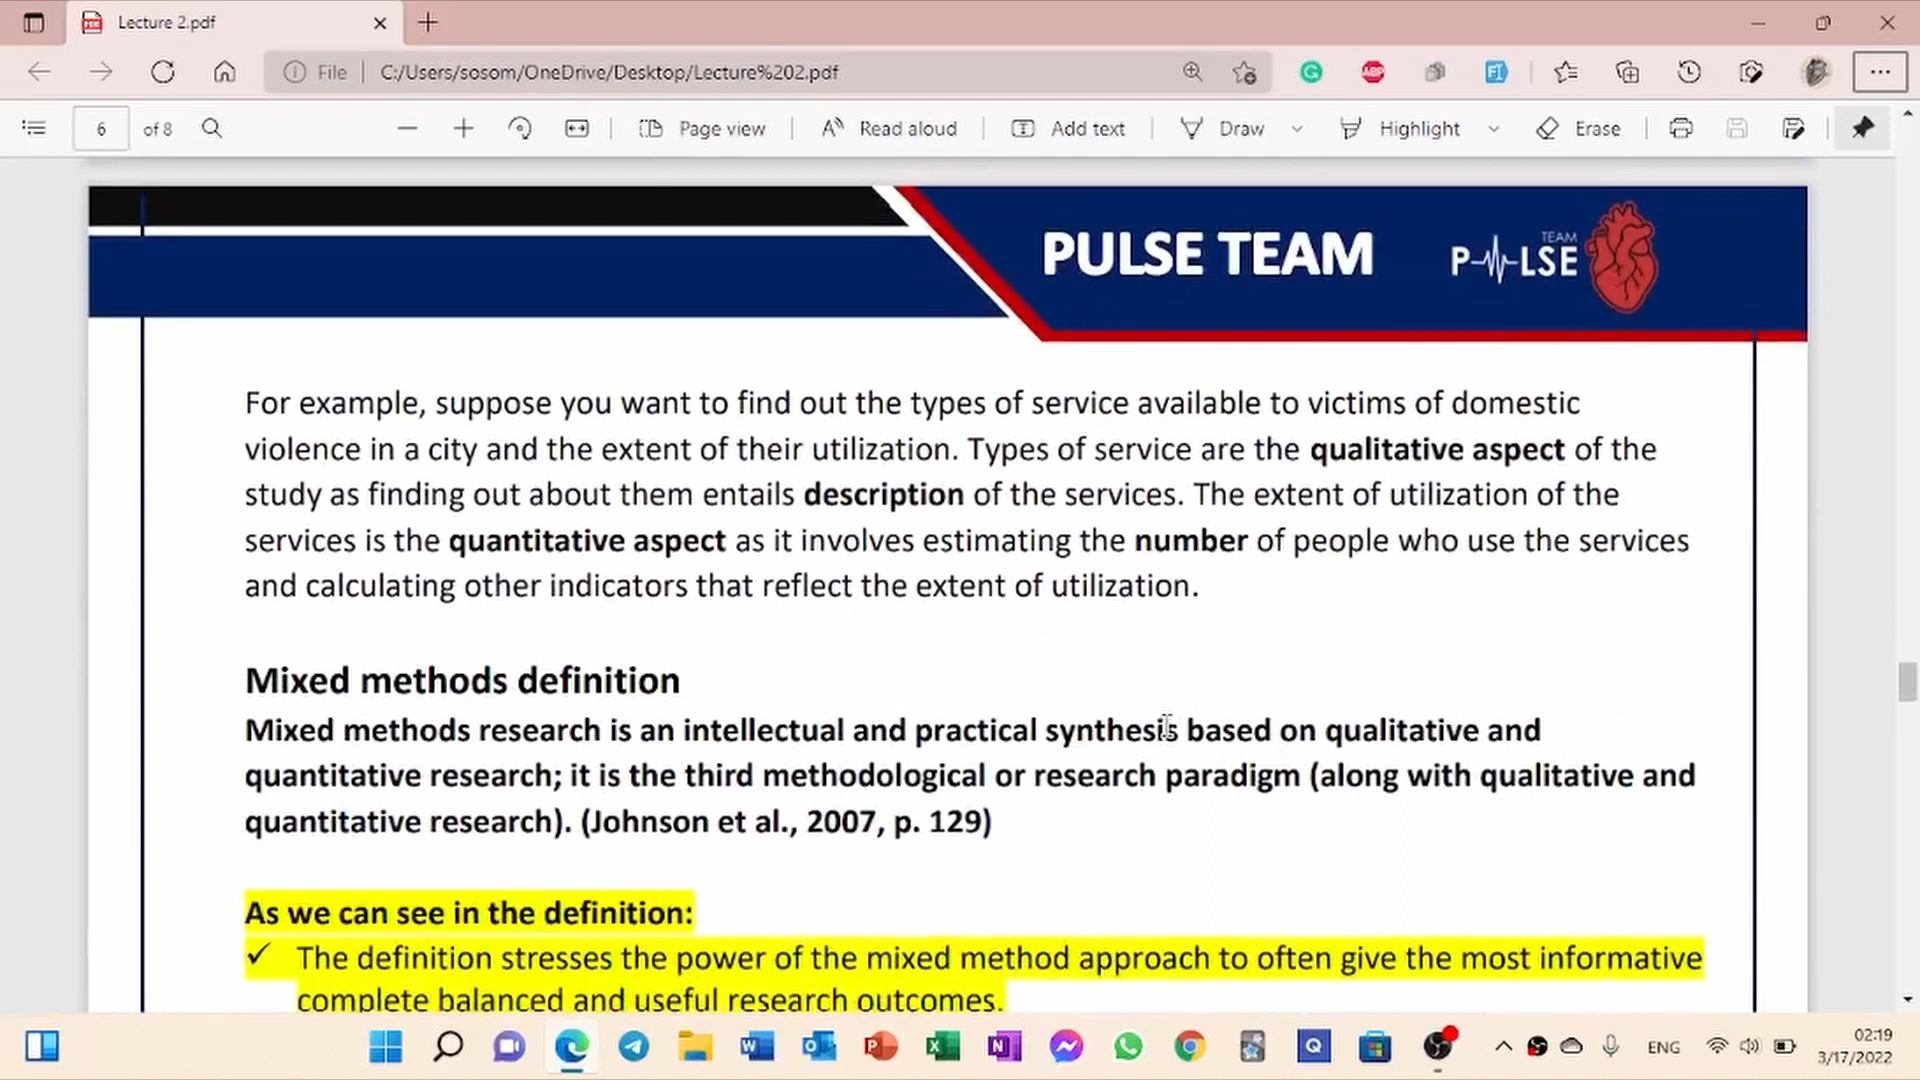 Lecture 2.pdf
File
C:/Users/sosom/OneDrive/Desktop/Lecture%202.pdf
ABP
6 of 8
Page view
Read aloud
Add text
Draw
Highlight
Erase
PULSE TEAM
TEAM
P LSE
For example, suppose you want to find out the types of service available to victims of domestic
violence in a city and the extent of their utilization. Types of service are the qualitative aspect of the
study as finding out about them entails description of the services. The extent of utilization of the
services is the quantitative aspect as it involves estimating the number of people who use the services
and calculating other indicators that reflect the extent of utilization.
Mixed methods definition
Mixed methods research is an intellectual and practical synthesis based on qualitative and
quantitative research; it is the third methodological or research paradigm (along with qualitative and
quantitative research). (Johnson et al., 2007, p. 129)
As we can see in the definition:
✓ The definition stresses the power of the mixed method approach to often give the most informative
complete balanced and useful research outcomes.
ENG
02:19
3/17/2022